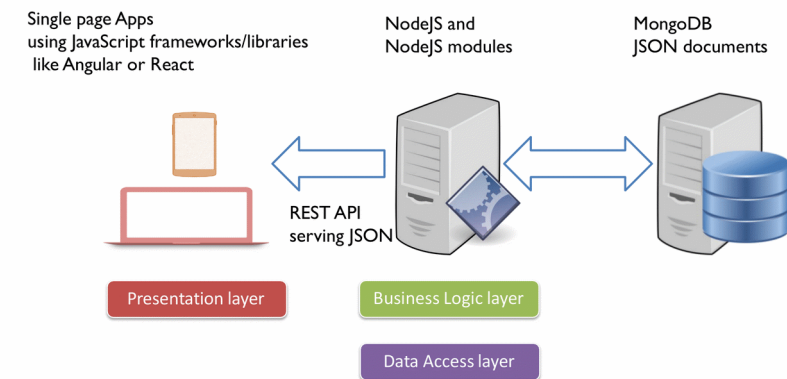 Single page Apps
using JavaScript frameworks/libraries
like Angular or React
NodeJS and
NodeJS modules
MongoDB
JSON documents
REST API
serving JSON
Presentation layer
Business Logic layer
Data Access layer